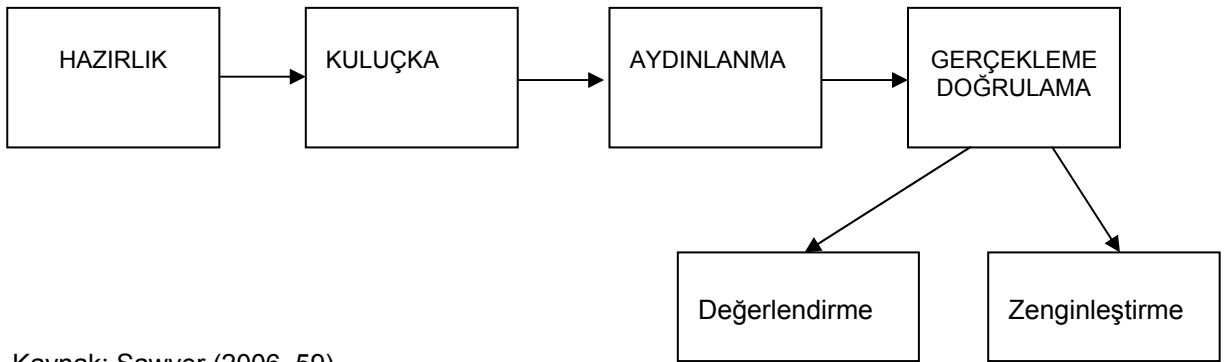 HAZIRLIK
KULUÇKA
AYDINLANMA
GERÇEKLEME
DOĞRULAMA
Değerlendirme
Zenginleştirme
Kaynak: Sawyer (2006, 59)